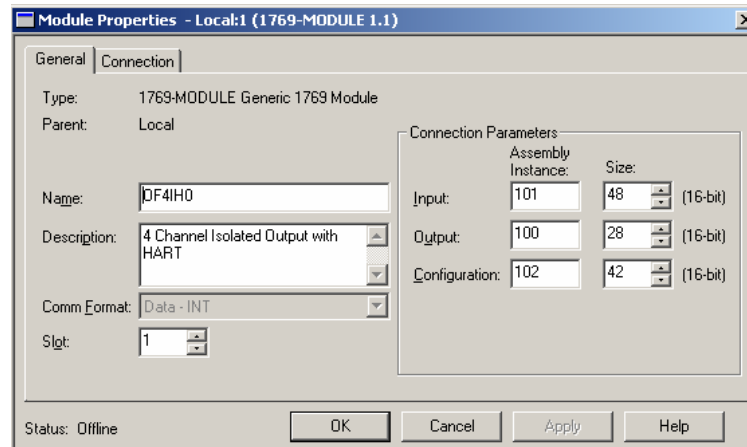 Module Properties - Local:1 (1769-MODULE 1.1)
General
Connection
Type: 1769-MODULE Generic 1769 Module
Parent: Local
Name: OF4IH0
Description: 4 Channel Isolated Output with
HART
Comm Format: Data - INT
Slot: 1
Connection Parameters
Assembly
Instance: Size:
Input: 101 48 (16-bit)
Output: 100 28 (16-bit)
Configuration: 102 42 (16-bit)
Status: Offline
OK
Cancel
Apply
Help